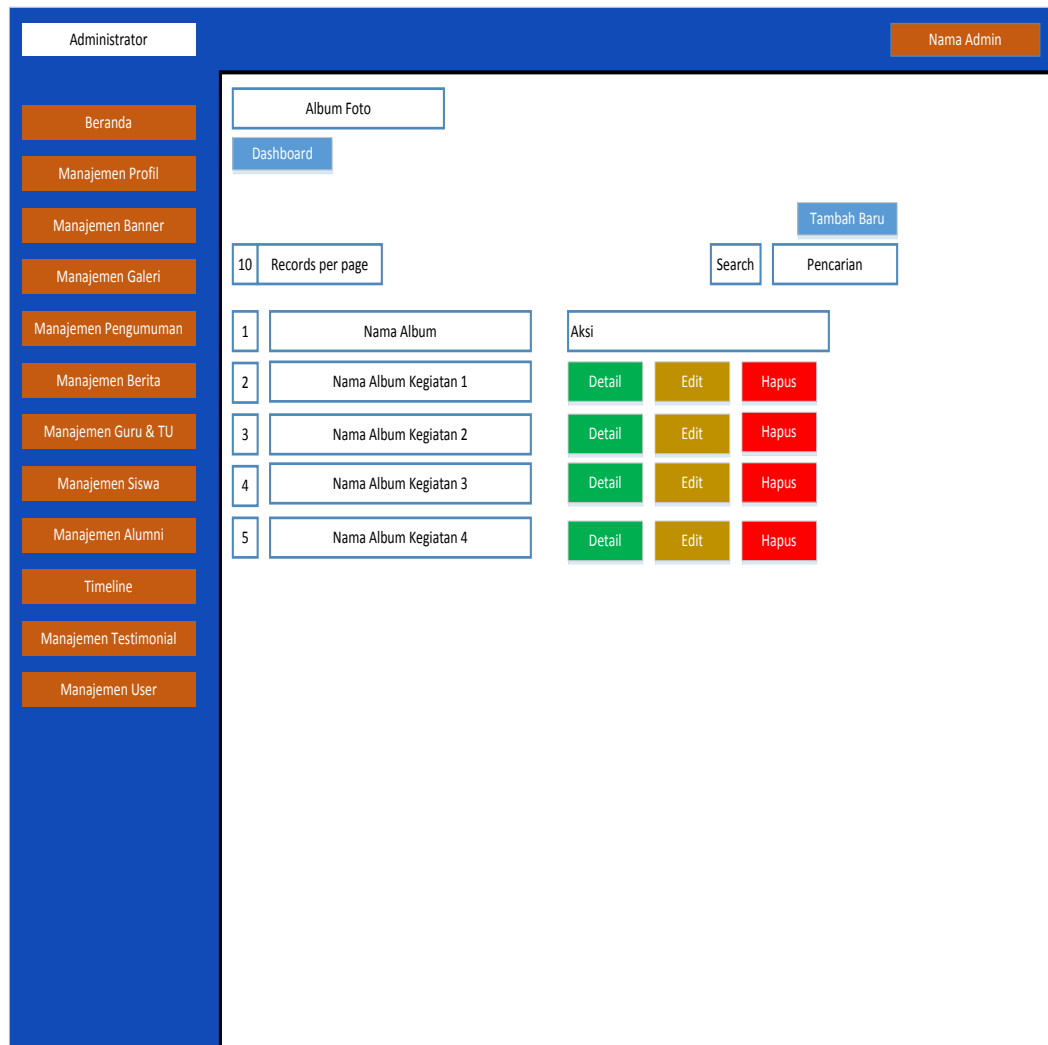 Administrator
Nama Admin
Beranda
Manajemen Profil
Manajemen Banner
Manajemen Galeri
Manajemen Pengumuman
Manajemen Berita
Manajemen Guru & TU
Manajemen Siswa
Manajemen Alumni
Timeline
Manajemen Testimonial
Manajemen User
Album Foto
Dashboard
Tambah Baru
10 Records per page Search Pencarian
1 Nama Album Aksi
2 Nama Album Kegiatan 1 Detail Edit Hapus
3 Nama Album Kegiatan 2 Detail Edit Hapus
4 Nama Album Kegiatan 3 Detail Edit Hapus
5 Nama Album Kegiatan 4 Detail Edit Hapus